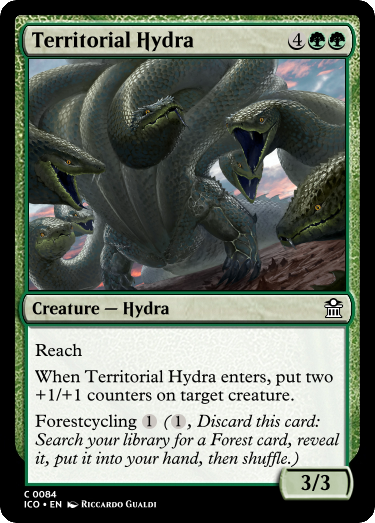 Territorial Hydra 4
Creature — Hydra
Reach
When Territorial Hydra enters, put two
+1/+1 counters on target creature.
Forestcycling 1 (1, Discard this card:
Search your library for a Forest card, reveal
it, put it into your hand, then shuffle.)
3/3
C 0084
ICO • EN Riccardo Gualdi